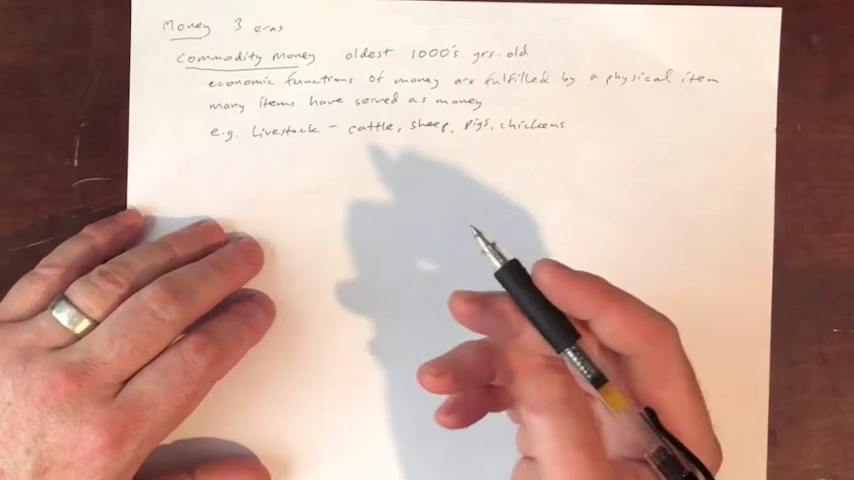 Money 3 eras
Commodity Money oldest 1000's yrs. old
economic functions of money are fulfilled by a physical item
many items have served as money
e.g. Livestock - cattle, sheep, pigs, chickens